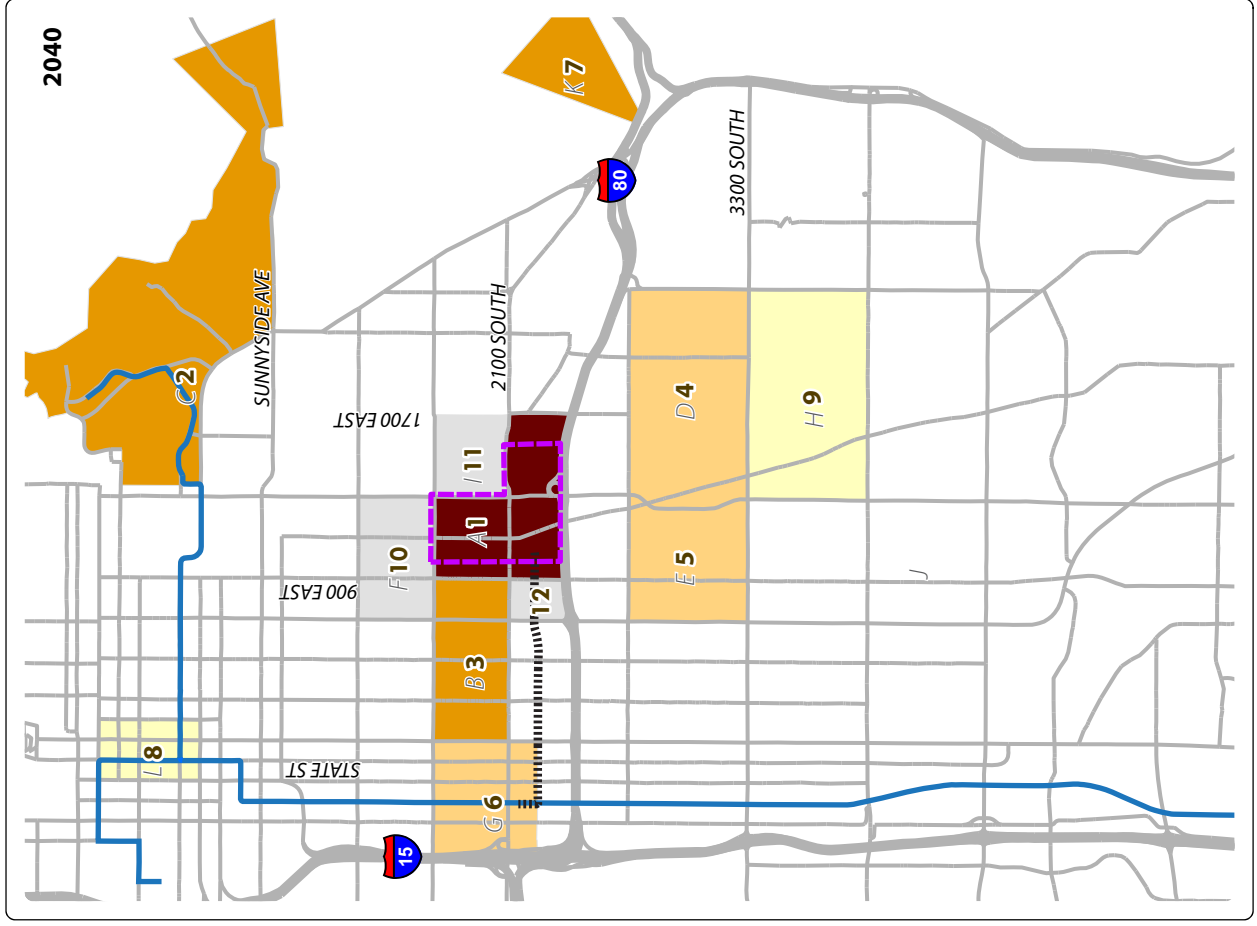 2040
K 7
80
3300 SOUTH
SUNNYSIDE AVE
2100 SOUTH
C 2
1700 EAST
D 4
H 9
I 11
A 1
F 10
900 EAST
E 5
J
12
B 3
L 8
STATE ST
G 6
15